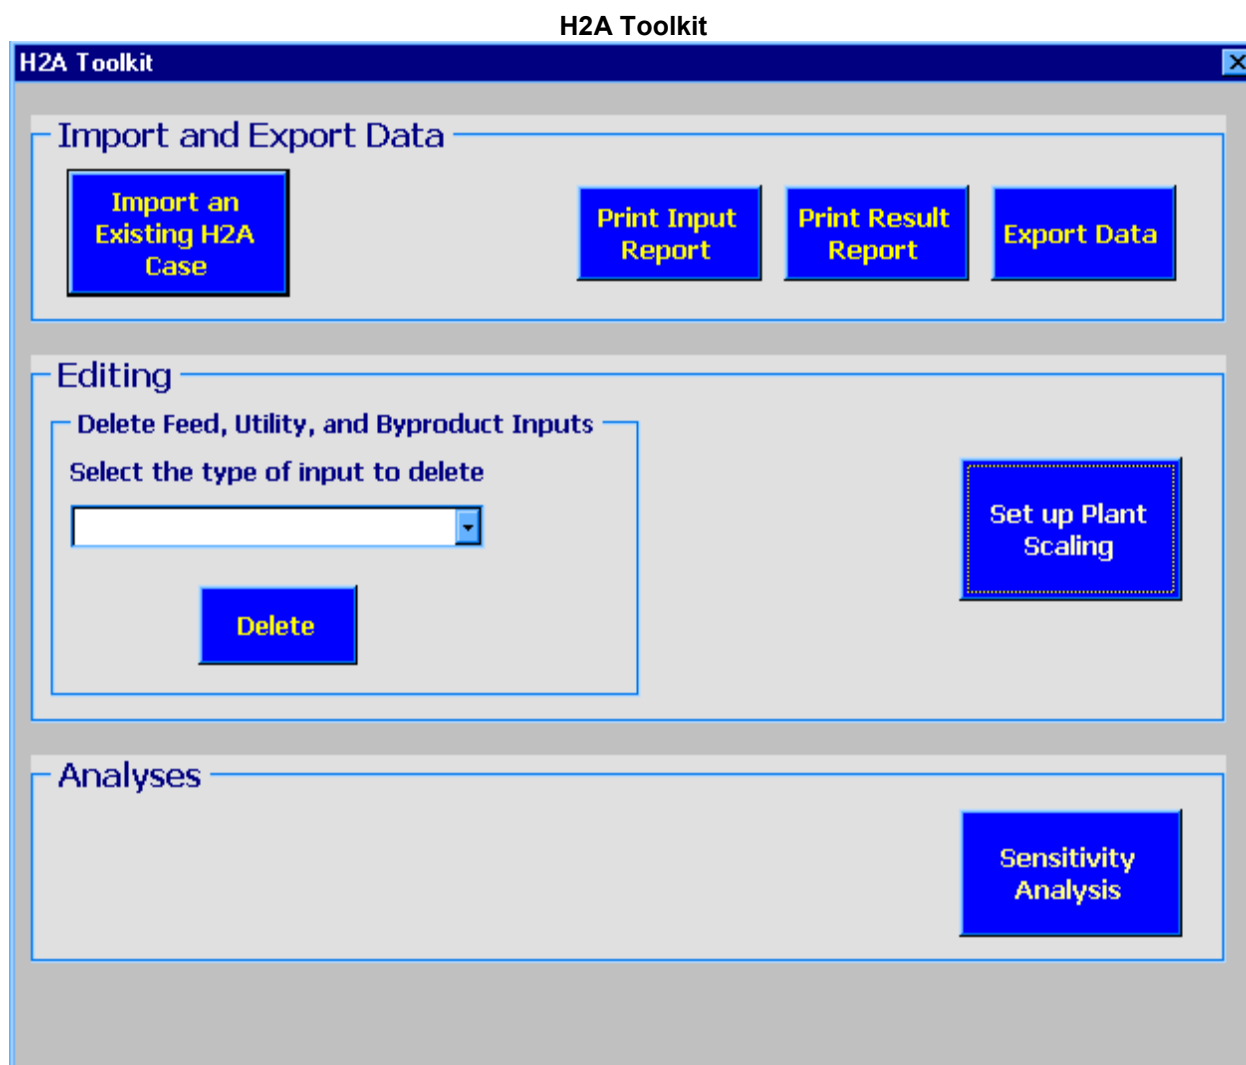 H2A Toolkit
H2A Toolkit
Import and Export Data
Import an
Existing H2A
Case
Print Input
Report
Print Result
Report
Export Data
Editing
Delete Feed, Utility, and Byproduct Inputs
Select the type of input to delete
Delete
Set up Plant
Scaling
Analyses
Sensitivity
Analysis